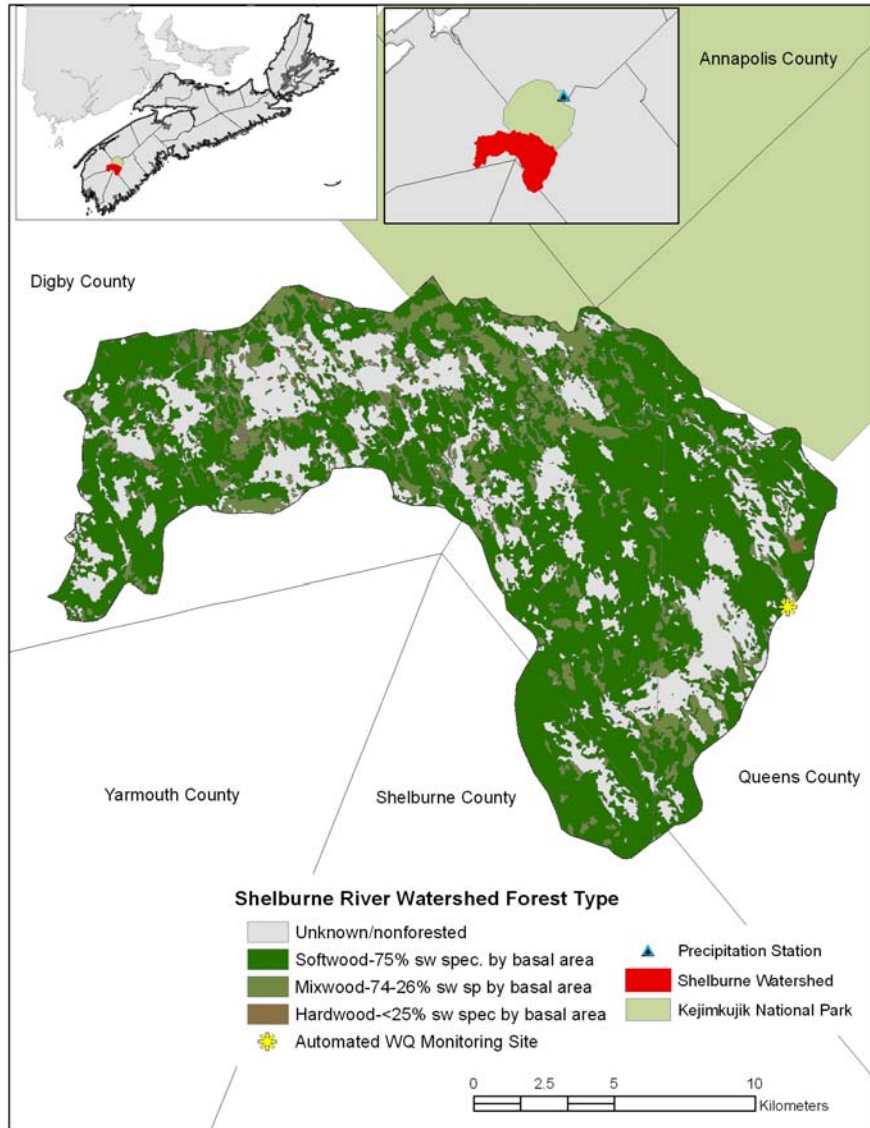 Annapolis County
Digby County
Yarmouth County
Shelburne County
Queens County
Shelburne River Watershed Forest Type
Unknown/nonforested
Softwood-75% sw spec. by basal area
Mixwood-74-26% sw sp by basal area
Hardwood-<25% sw spec by basal area
Automated WQ Monitoring Site
Precipitation Station
Shelburne Watershed
Kejimkujik National Park
0 2.5 5 10
Kilometers